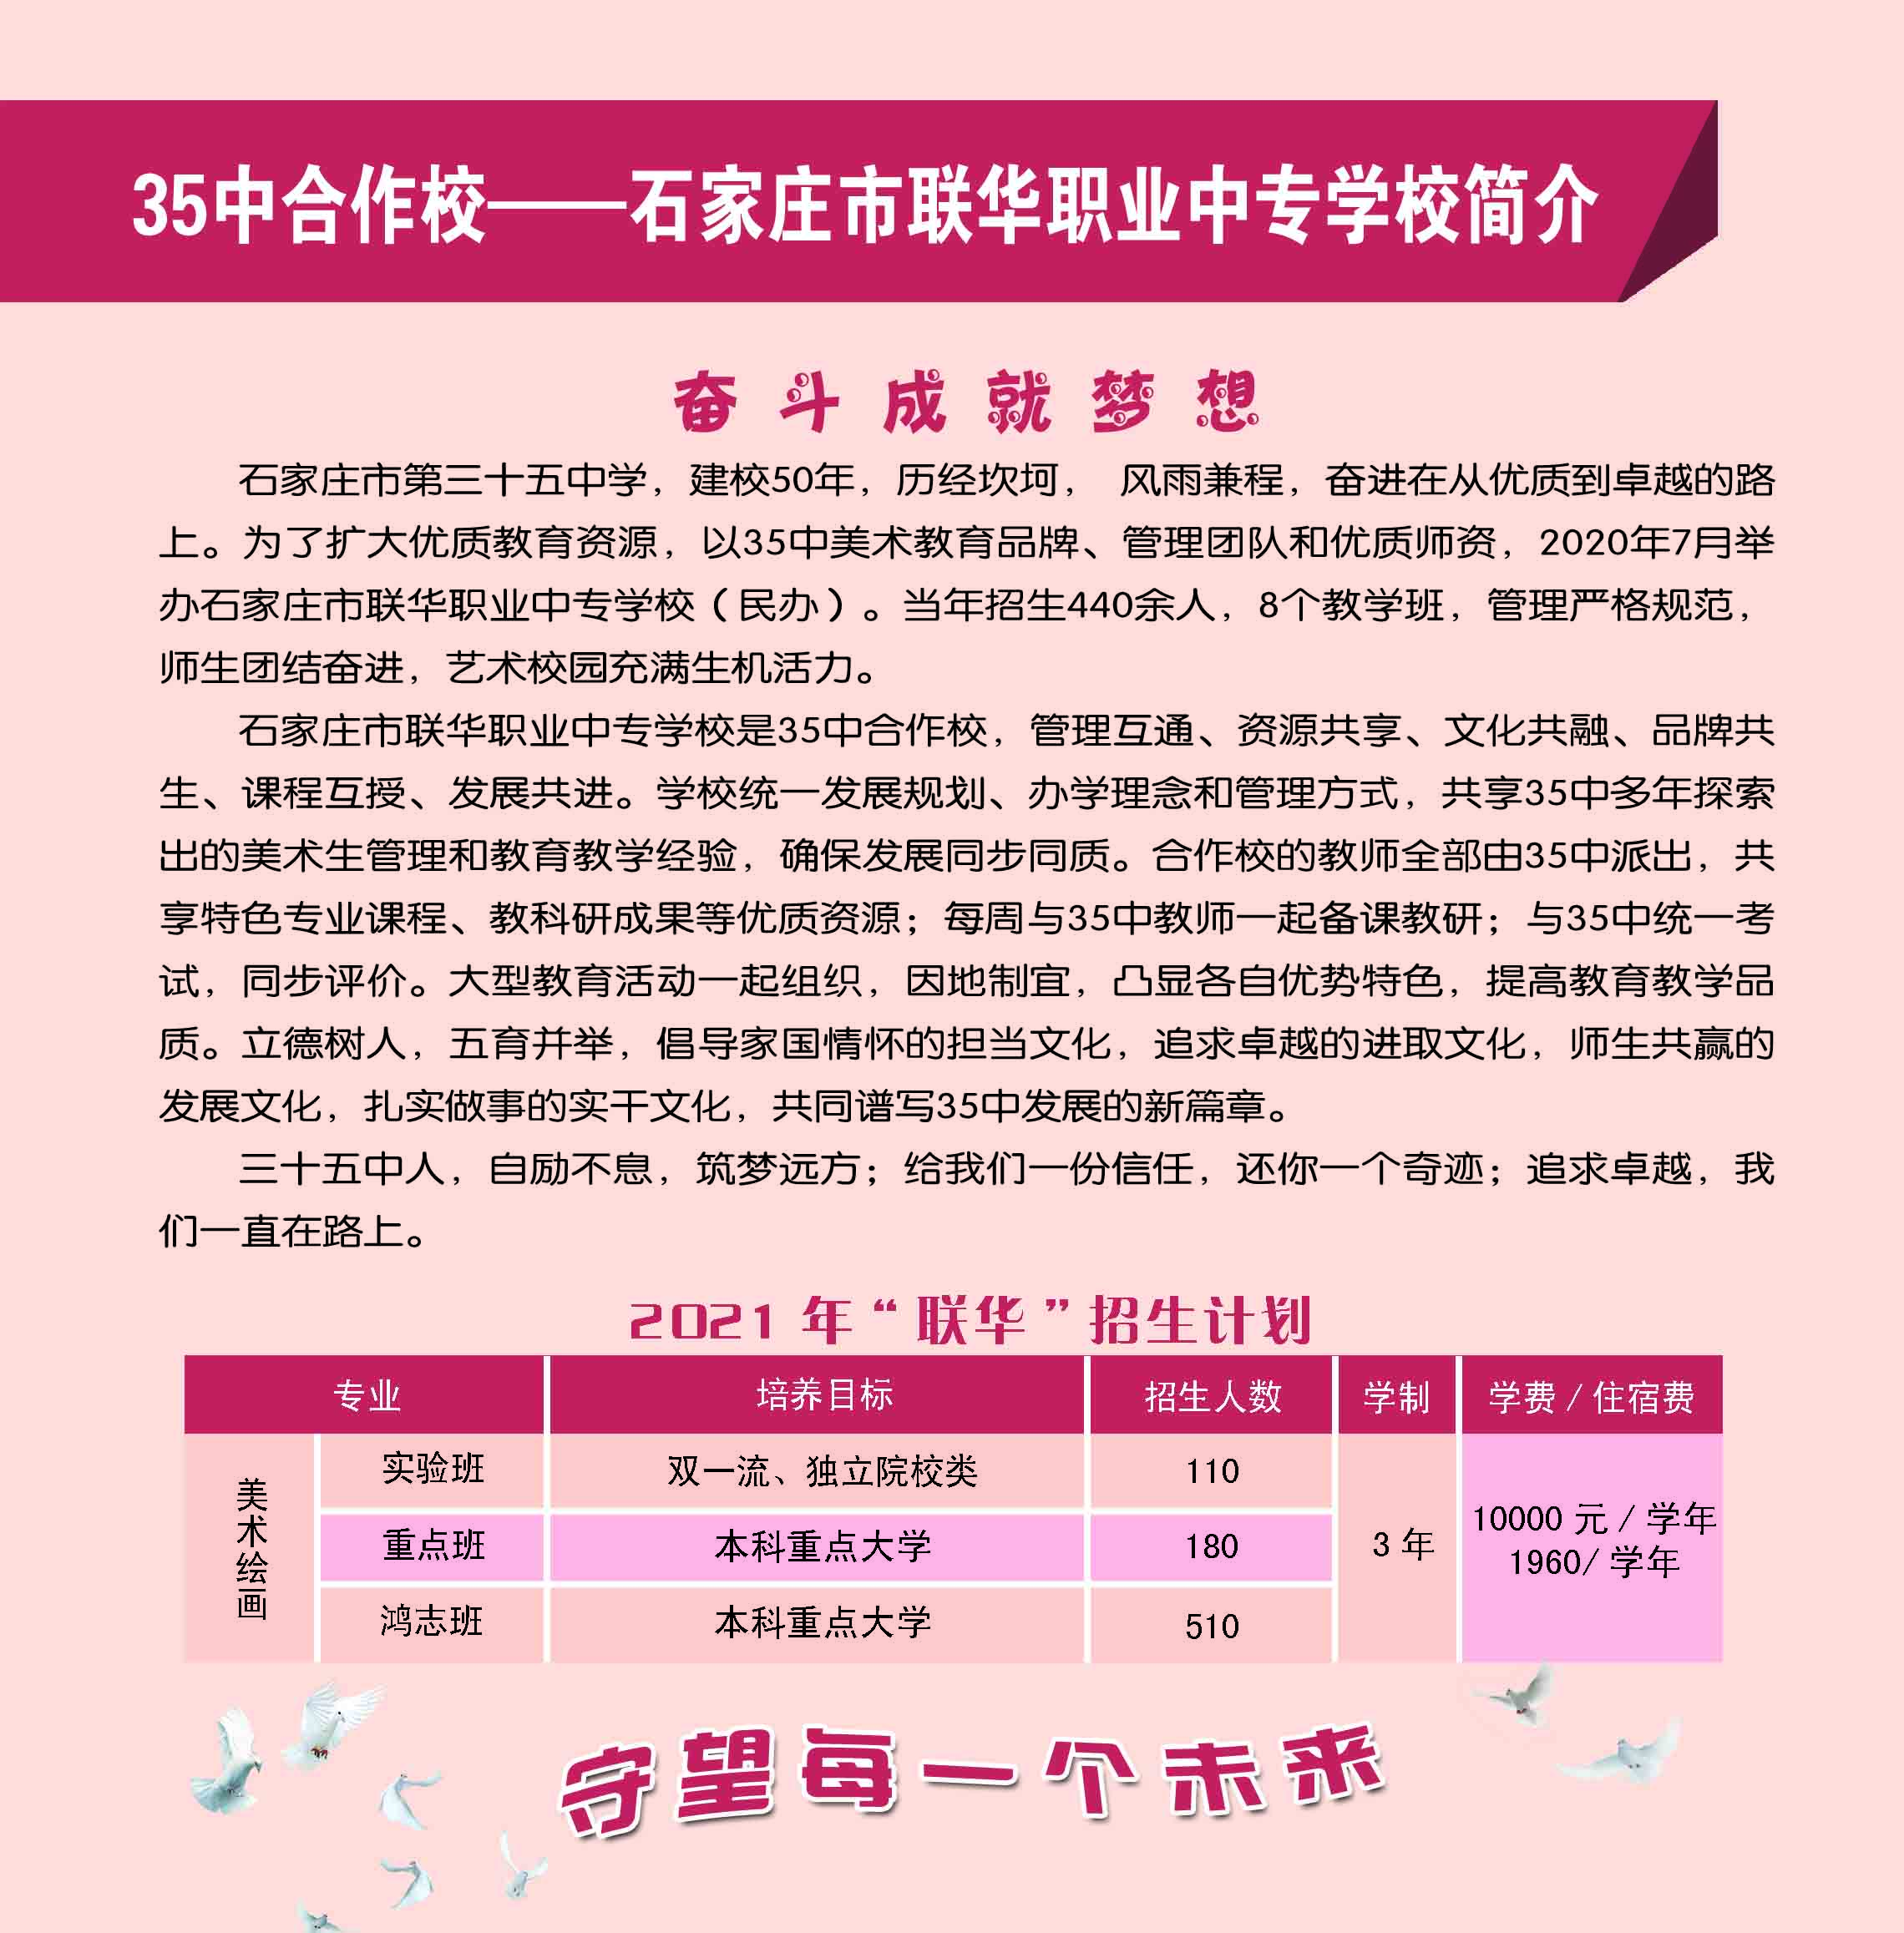 35中合作校——石家庄市联华职业中专学校简介
奋斗成就梦想
石家庄市第三十五中学，建校50年，历经坎坷， 风雨兼程，奋进在从优质到卓越的路
上。为了扩大优质教育资源，以35中美术教育品牌、管理团队和优质师资，2020年7月举
办石家庄市联华职业中专学校（民办）。当年招生440余人，8个教学班，管理严格规范，
师生团结奋进，艺术校园充满生机活力。
石家庄市联华职业中专学校是35中合作校，管理互通、资源共享、文化共融、品牌共
生、课程互授、发展共进。学校统一发展规划、办学理念和管理方式，共享35中多年探索
出的美术生管理和教育教学经验，确保发展同步同质。合作校的教师全部由35中派出，共
享特色专业课程、教科研成果等优质资源；每周与35中教师一起备课教研；与35中统一考
试，同步评价。大型教育活动一起组织，因地制宜，凸显各自优势特色，提高教育教学品
质。立德树人，五育并举，倡导家国情怀的担当文化，追求卓越的进取文化，师生共赢的
发展文化，扎实做事的实干文化，共同谱写35中发展的新篇章。
三十五中人，自励不息，筑梦远方；给我们一份信任，还你一个奇迹；追求卓越，我
们一直在路上。
2021 年“联华”招生计划
专业 培养目标 招生人数 学制 学费 / 住宿费
美术绘画
实验班 双一流、独立院校类 110
重点班 本科重点大学 180
鸿志班 本科重点大学 510
3 年
10000 元 / 学年
1960/ 学年
守望每一个未来